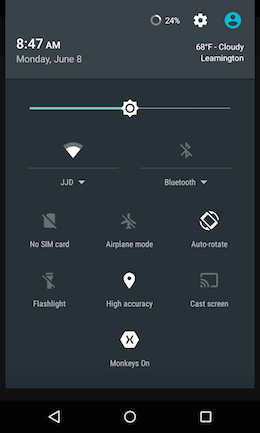 24%
8:47 AM
Monday, June 8
68°F - Cloudy
Leamington
JJD
Bluetooth
No SIM card
Airplane mode
Auto-rotate
Flashlight
High accuracy
Cast screen
Monkeys On